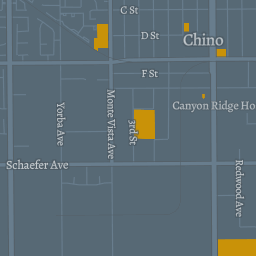 C St
D St
Chino
F St
Canyon Ridge Ho
Yorba Ave
Monte Vista Ave
3rd St
Schaefer Ave
Redwood Ave